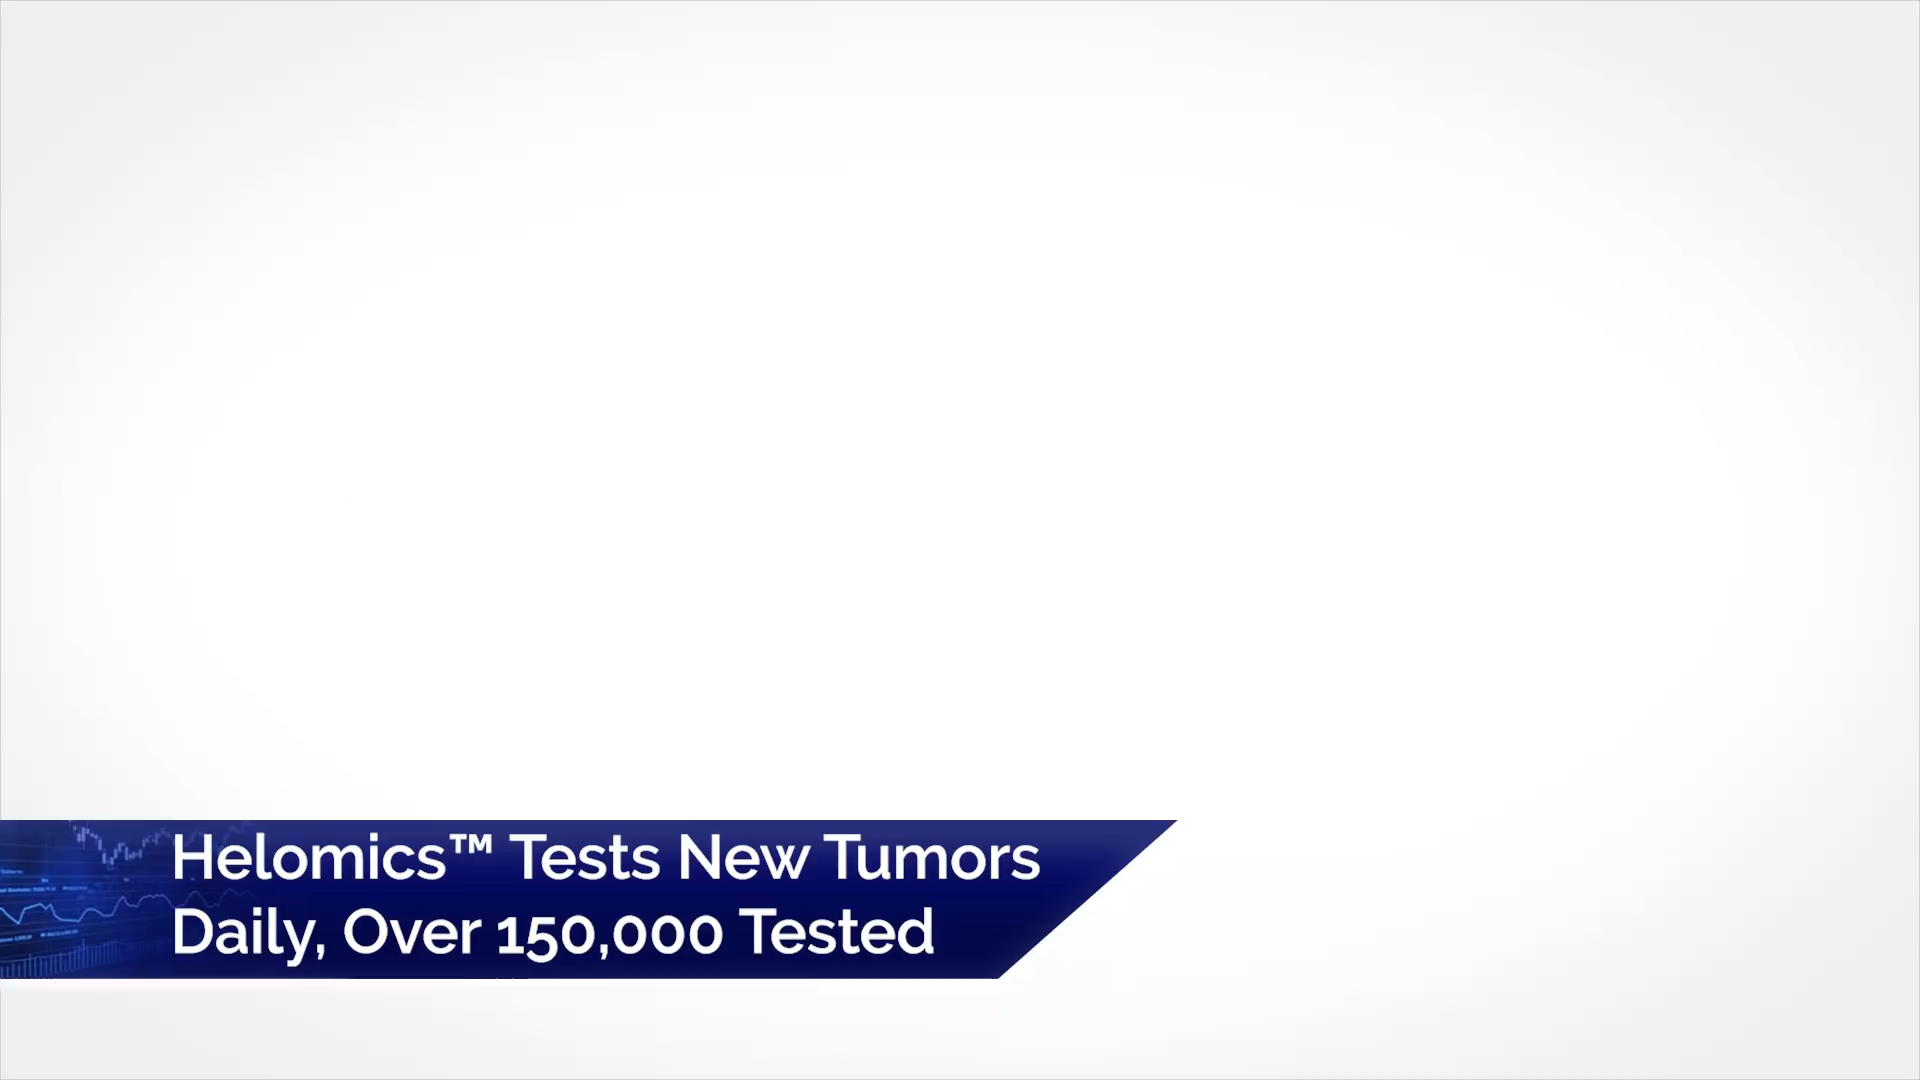 Helomics™ Tests New Tumors
Daily, Over 150,000 Tested